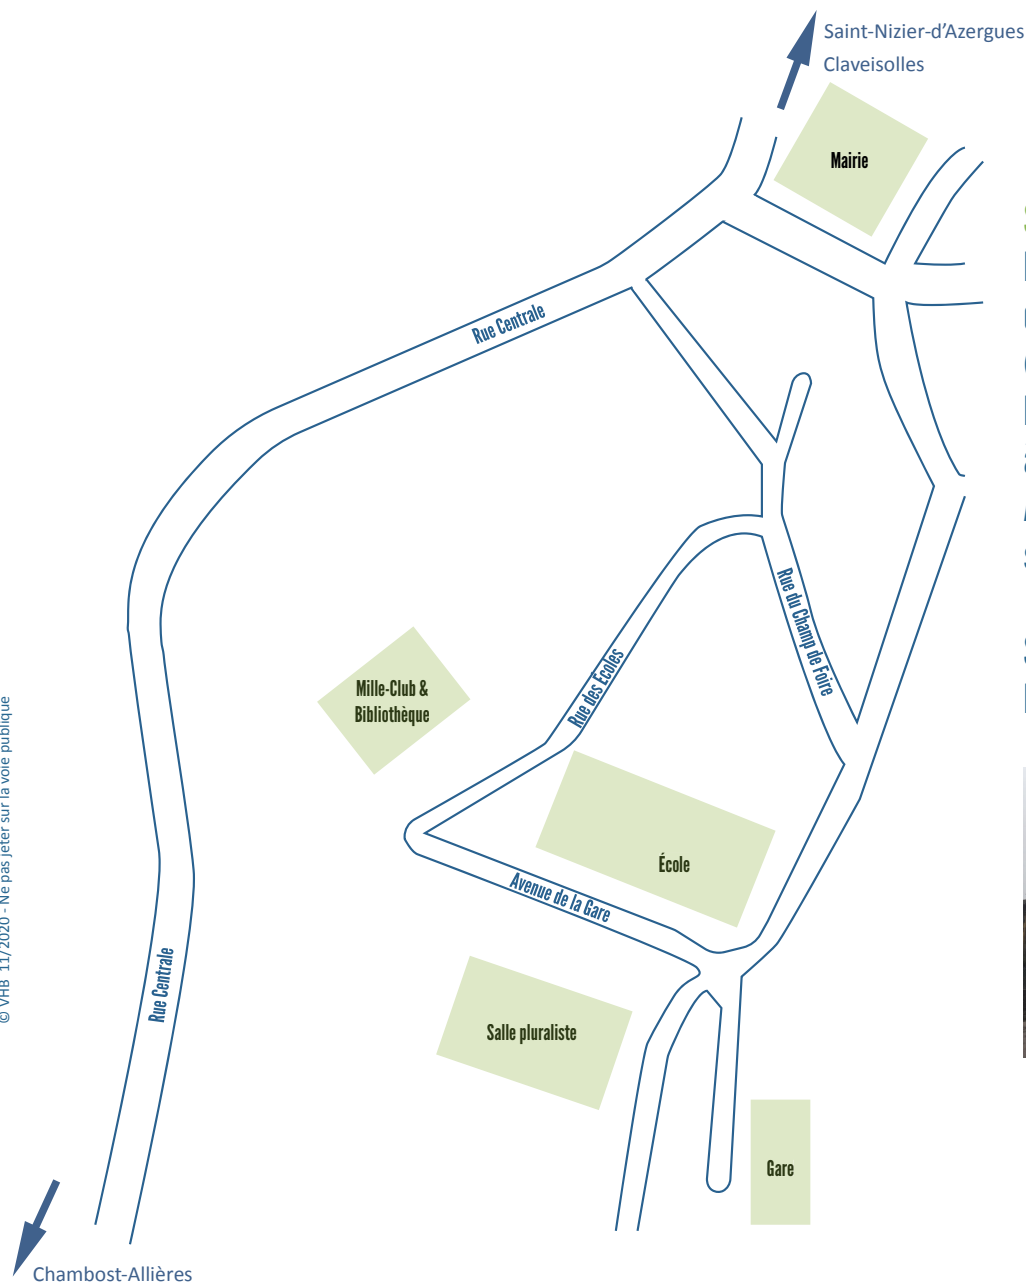 Saint-Nizier-d'Azergues
Claveisolles
Mairie
Rue Centrale
Rue du Champ de Foire
Rue des Écoles
Mille-Club &
Bibliothèque
École
Avenue de la Gare
Rue Centrale
Salle pluraliste
Gare
Chambost-Allières
© VHB 11/2020 - Ne pas jeter sur la voie publique